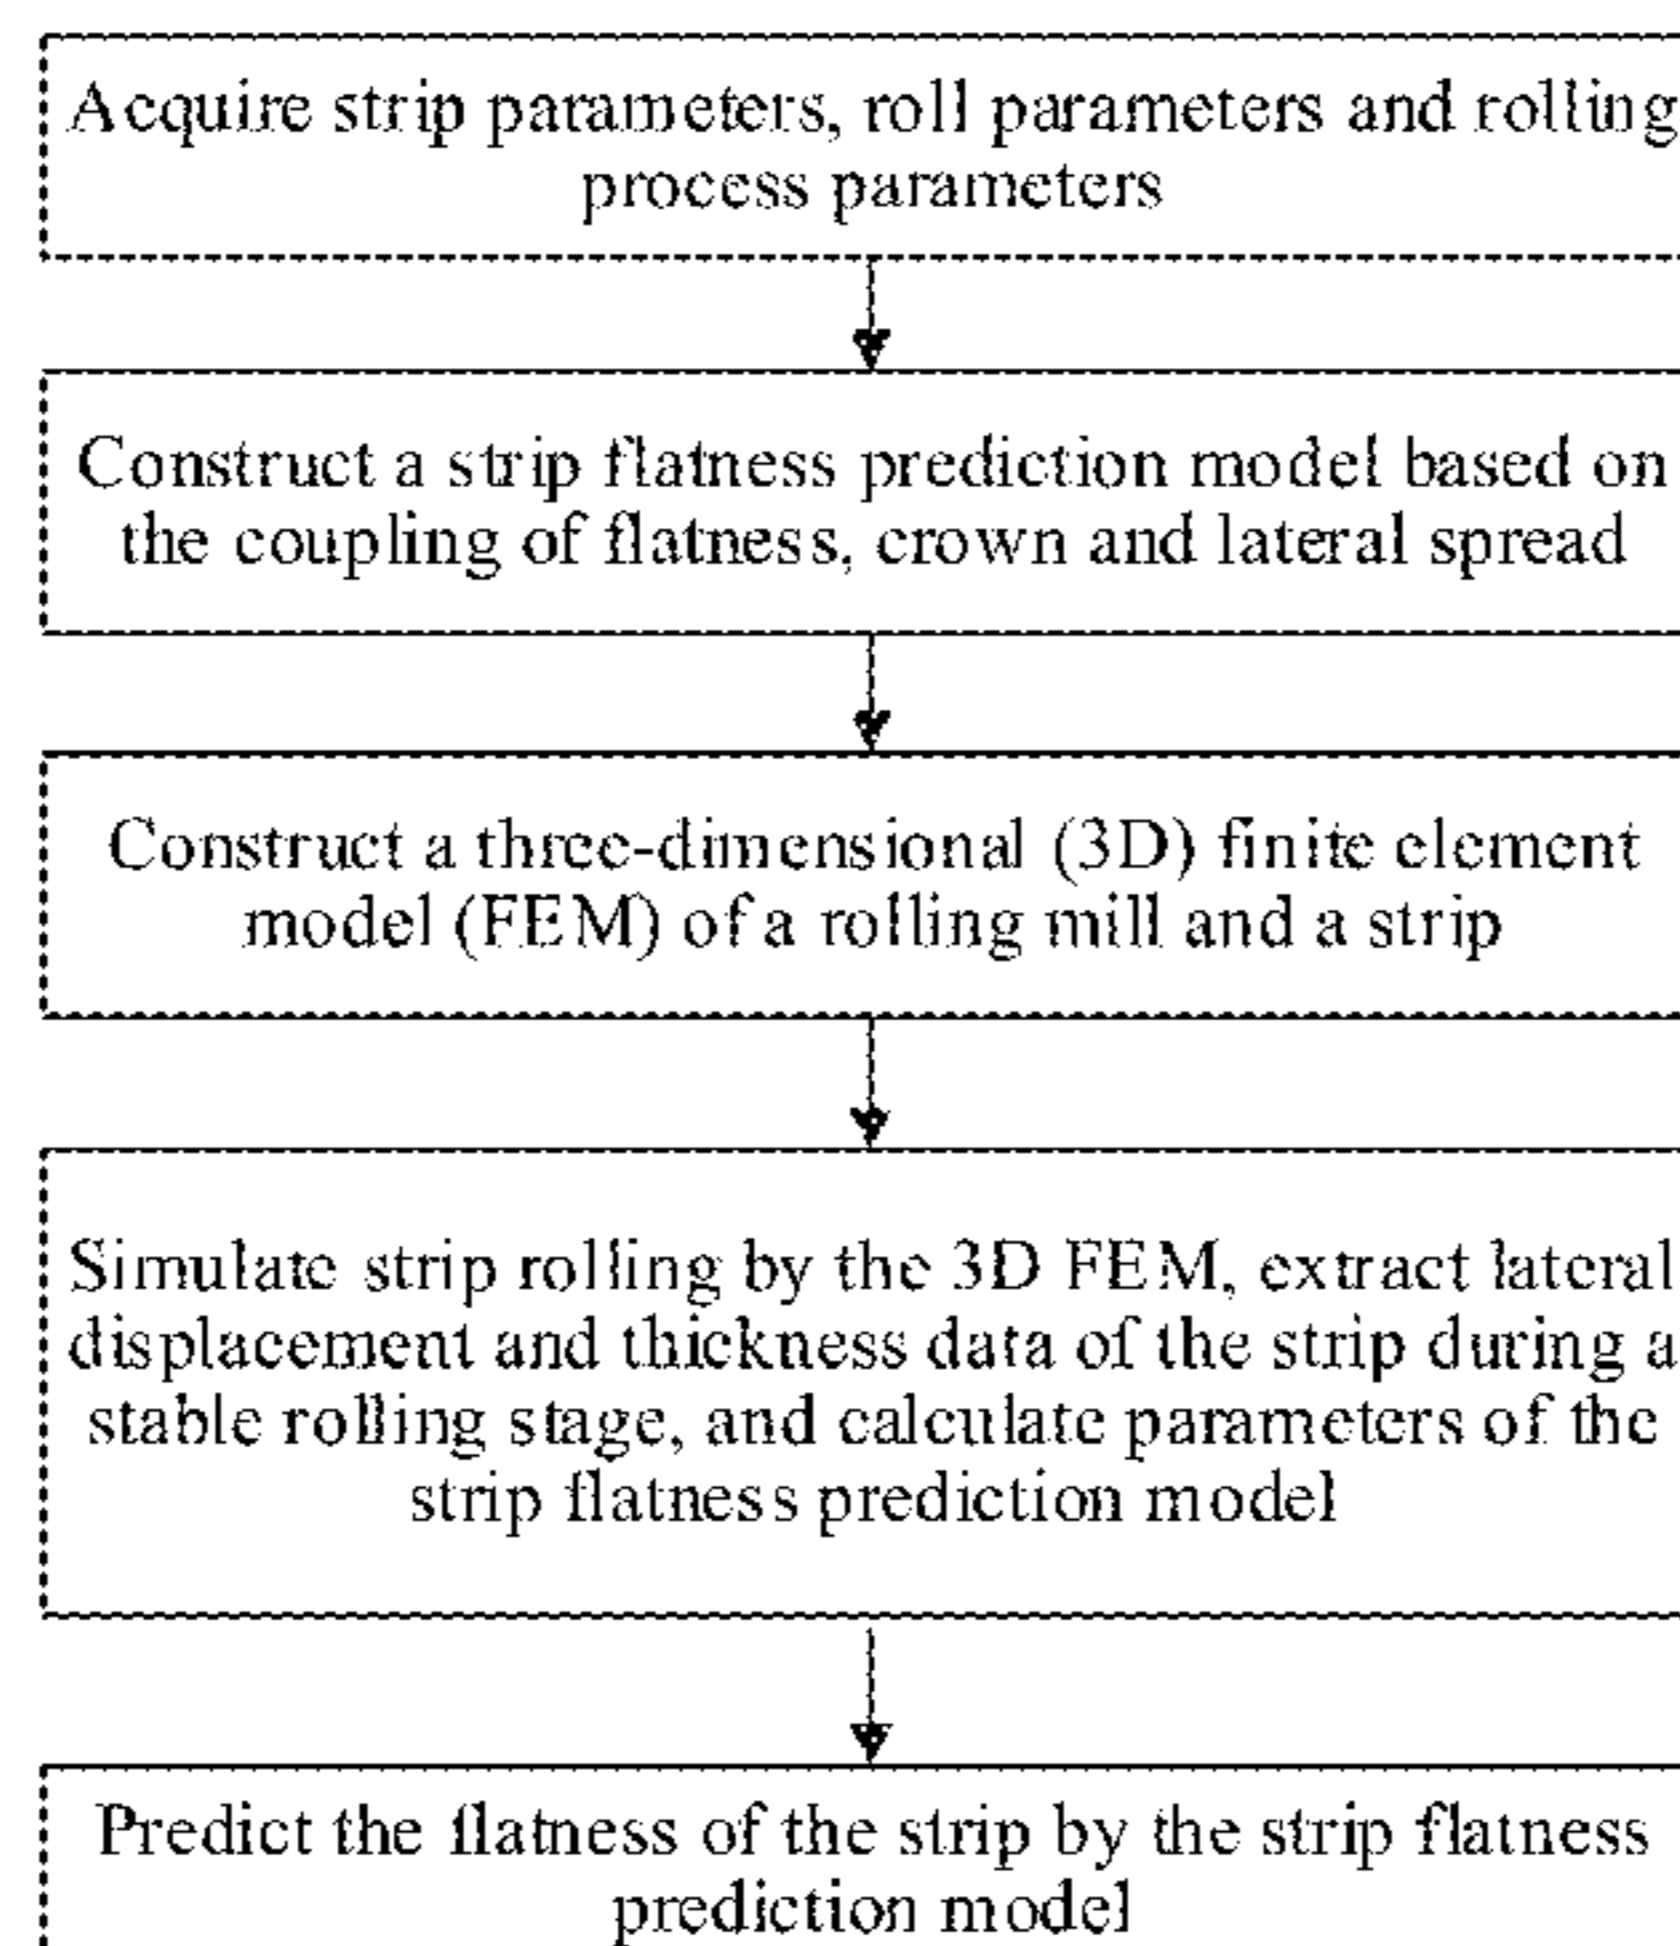 Acquire strip parameters, roll parameters and rolling
process parameters
Construct a strip flatness prediction model based on
the coupling of flatness, crown and lateral spread
Construct a three-dimensional (3D) finite element
model (FEM) of a rolling mill and a strip
Simulate strip rolling by the 3D FEM, extract lateral
displacement and thickness data of the strip during a
stable rolling stage, and calculate parameters of the
strip flatness prediction model
Predict the flatness of the strip by the strip flatness
prediction model